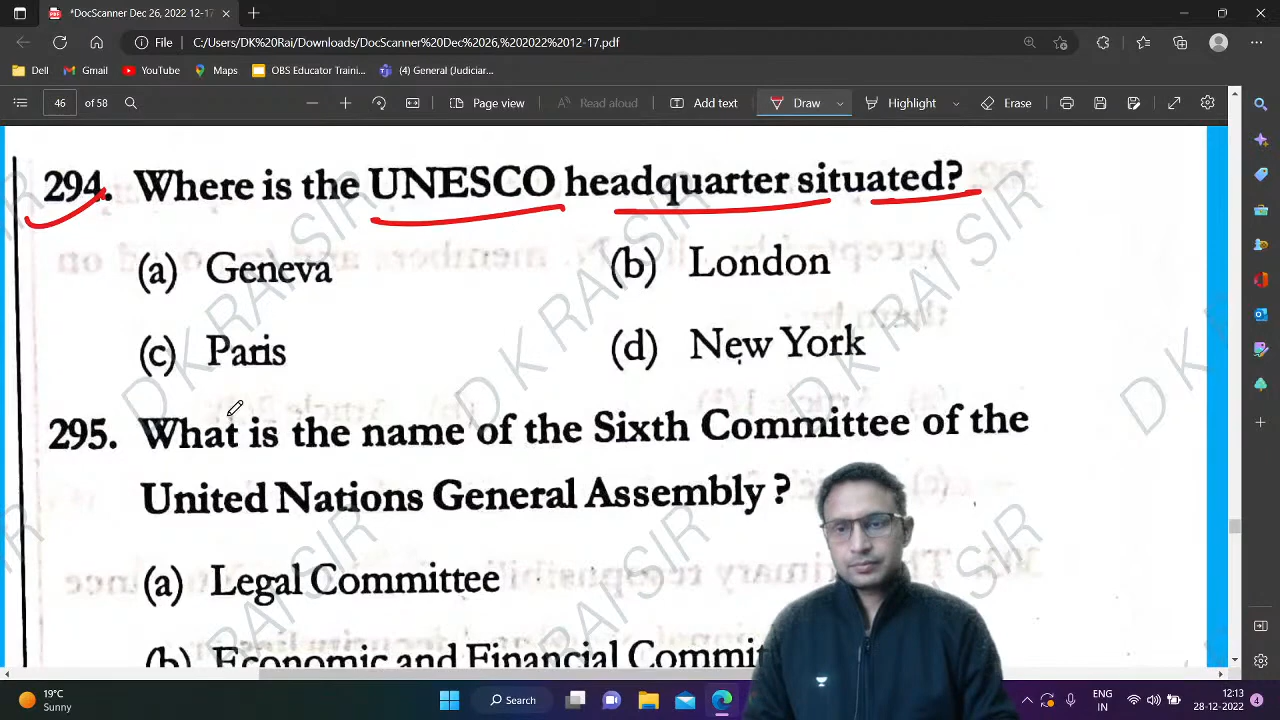 *DocScanner Dec 26, 2022 12-17
File C:/Users/DK%20Rai/Downloads/DocScanner%20Dec%2026,%202022%2012-17.pdf
Dell Gmail YouTube Maps OBS Educator Traini... (4) General (Judiciar...
46 of 58 Page view Read aloud Add text Draw Highlight Erase
294. Where is the UNESCO headquarter situated?
(a) Geneva (b) London
(c) Paris (d) New York
295. What is the name of the Sixth Committee of the
United Nations General Assembly ?
(a) Legal Committee
(b) Economic and Financial Commit
D K RAI SIR
19°C
Sunny
Search
ENG
IN
12:13
28-12-2022
4